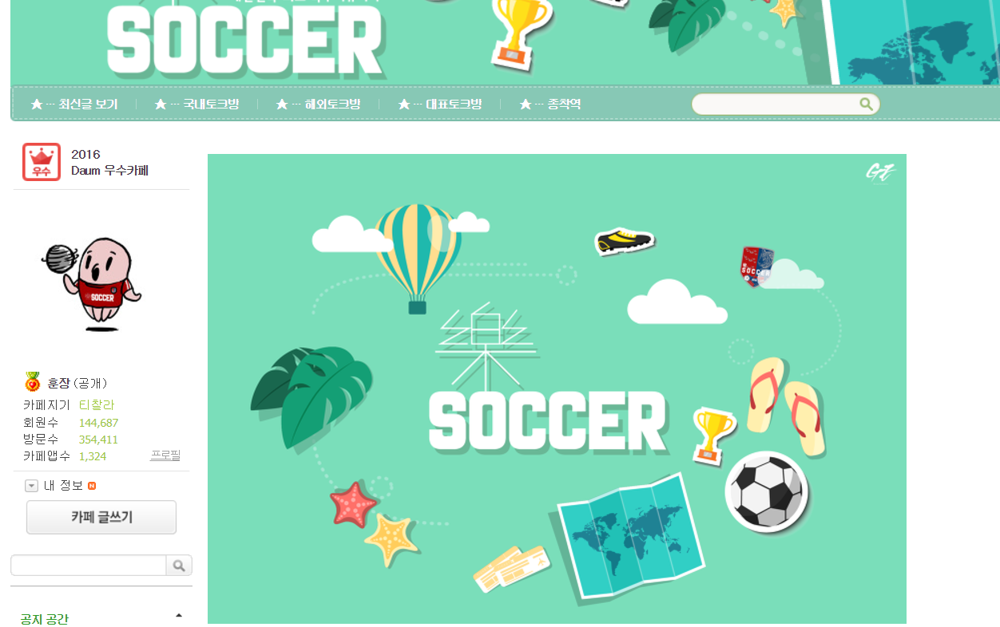 SOCCER
★ ··· 최신글 보기
★ ··· 국내토크방
★ ··· 해외토크방
★ ··· 대표토크방
★ ··· 종착역
우수
2016
Daum 우수카페
SOCCER
훈장 (공개)
카페지기 티찰라
회원수 144,687
방문수 354,411
카페앱수 1,324 프로필
내 정보 N
카페 글쓰기
공지 공간
GZ
SOCCER
樂
SOCCER